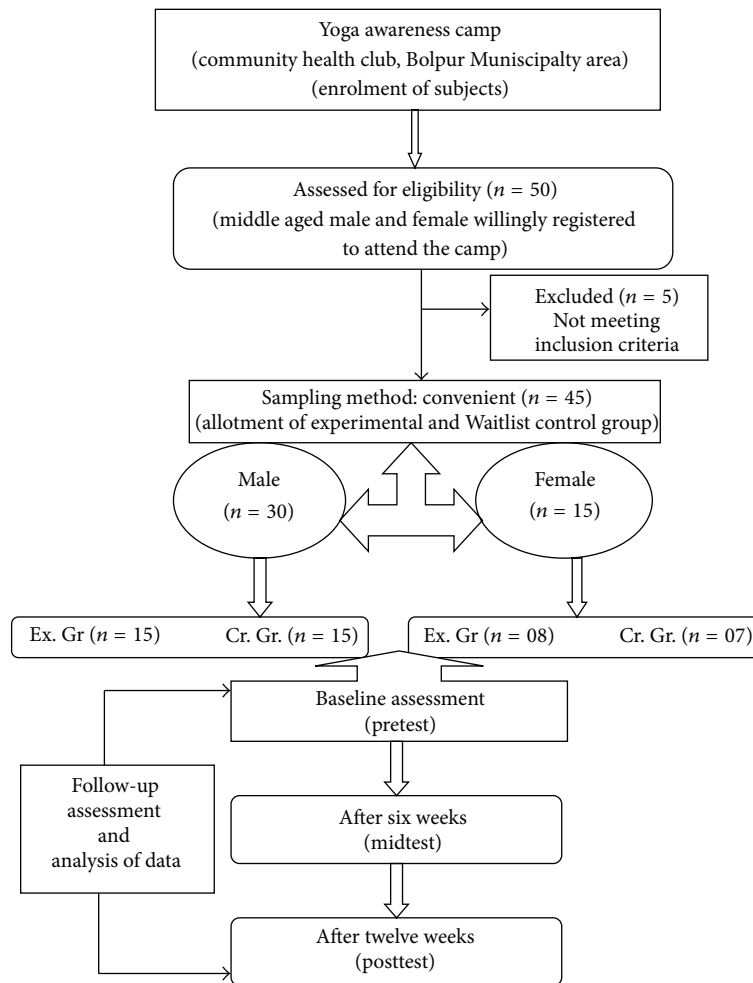 Yoga awareness camp
(community health club, Bolpur Muniscipalty area)
(enrolment of subjects)
Assessed for eligibility (n = 50)
(middle aged male and female willingly registered
to attend the camp)
Excluded (n = 5)
Not meeting
inclusion criteria
Sampling method: convenient (n = 45)
(allotment of experimental and Waitlist control group)
Male
(n = 30)
Female
(n = 15)
Ex. Gr (n = 15) Cr. Gr. (n = 15)
Ex. Gr (n = 08) Cr. Gr. (n = 07)
Baseline assessment
(pretest)
Follow-up
assessment
and
analysis of data
After six weeks
(midtest)
After twelve weeks
(posttest)